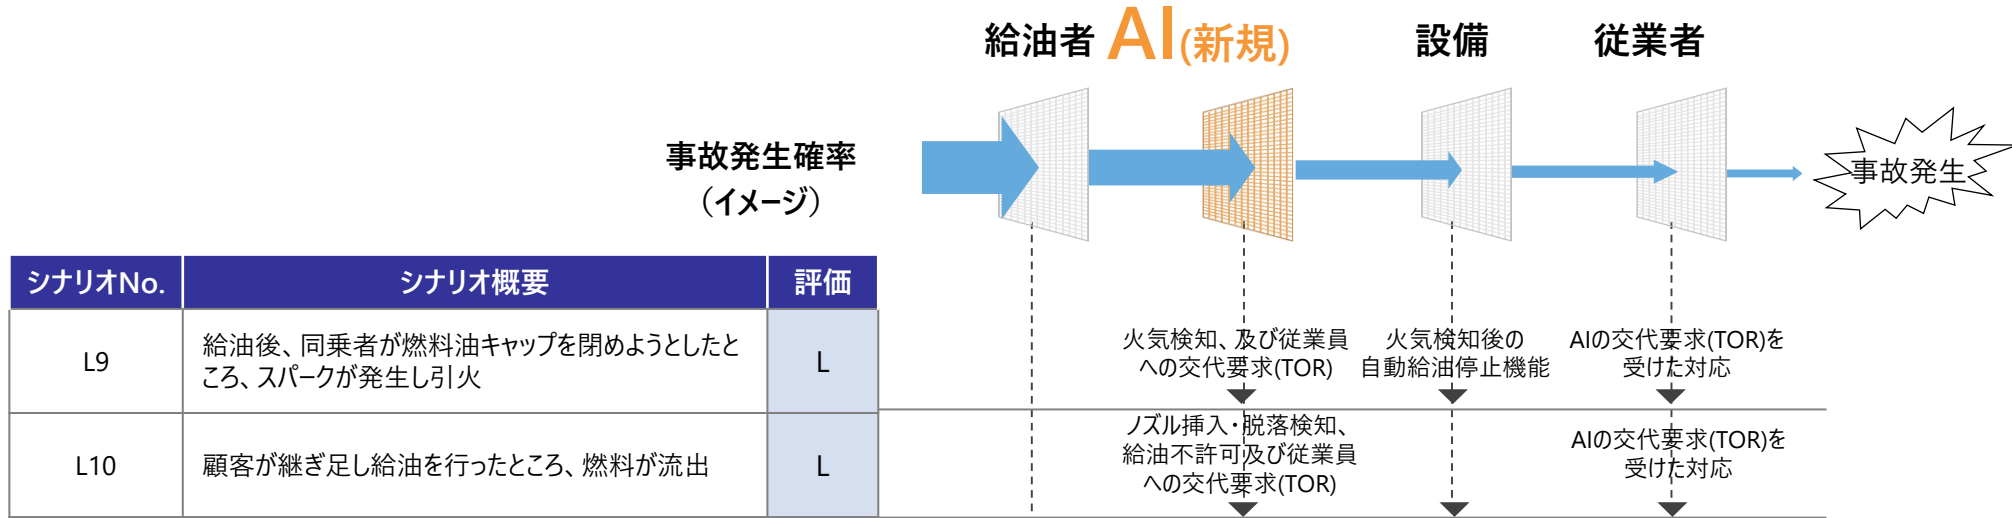 給油者 AI(新規) 設備 従業者
事故発生確率
（イメージ）
事故発生
シナリオNo. シナリオ概要 評価
L9
給油後、同乗者が燃料油キャップを閉めようとしたと
ころ、スパークが発生し引火
L
火気検知、及び従業員
への交代要求(TOR)
火気検知後の
自動給油停止機能
AIの交代要求(TOR)を
受けた対応
L10
顧客が継ぎ足し給油を行ったところ、燃料が流出
L
ノズル挿入・脱落検知、
給油不許可及び従業員
への交代要求(TOR)
AIの交代要求(TOR)を
受けた対応